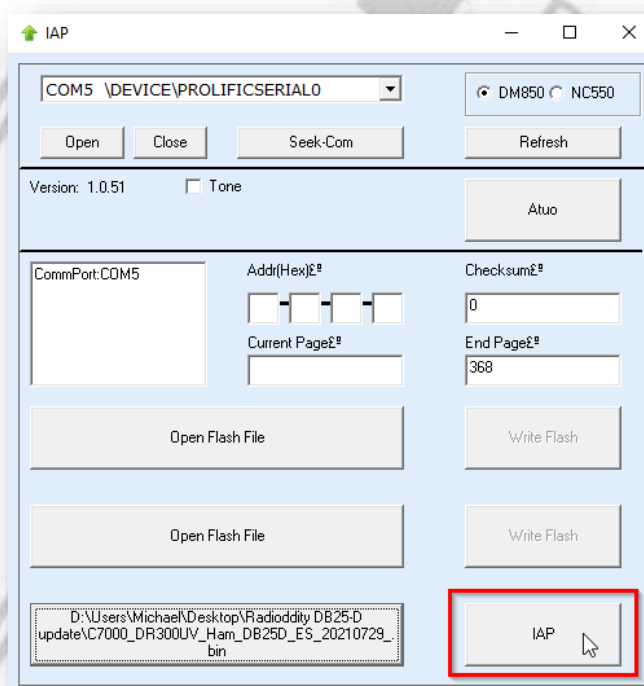 IAP
COM5 \DEVICE\PROLIFICSERIAL0
DM850 NC550
Open Close Seek-Com Refresh
Version: 1.0.51 Tone
Atuo
CommPort:COM5
Addr(Hex)£º
Checksum£º
0
Current Page£º
End Page£º
368
Open Flash File
Write Flash
Open Flash File
Write Flash
D:\Users\Michael\Desktop\Radioddity DB25-D
update\C7000_DR300UV_Ham_DB25D_ES_20210729_.
bin
IAP